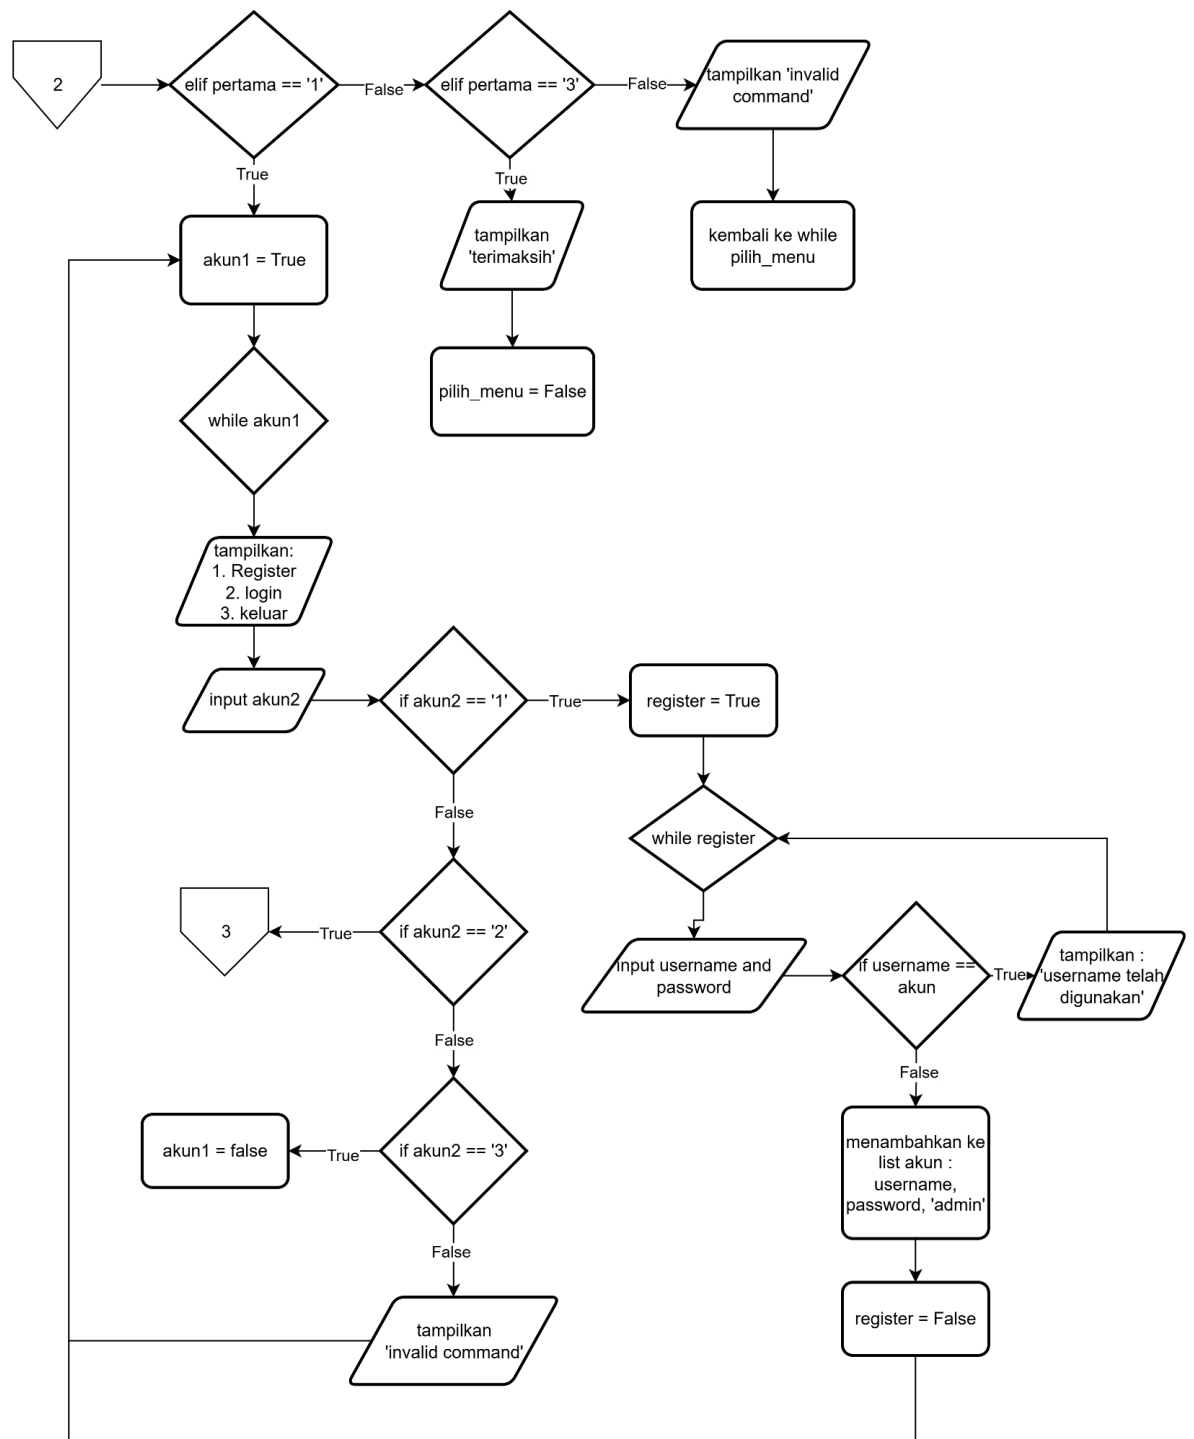 2
elif pertama == '1'
False
elif pertama == '3'
False
tampilkan 'invalid
command'
True
True
akun1 = True
tampilkan
'terimaksih'
kembali ke while
pilih_menu
pilih_menu = False
while akun1
tampilkan:
1. Register
2. login
3. keluar
input akun2
if akun2 == '1'
True
register = True
False
while register
3
True
if akun2 == '2'
input username and
password
if username ==
akun
True
tampilkan :
'username telah
digunakan'
False
False
akun1 = false
True
if akun2 == '3'
menambahkan ke
list akun :
username,
password, 'admin'
False
tampilkan
'invalid command'
register = False